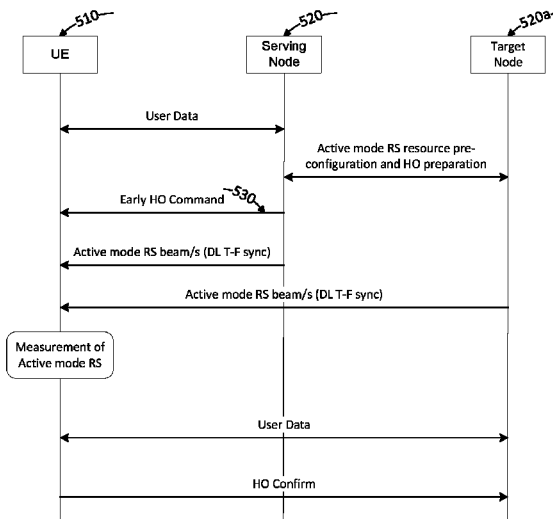 510
520
520a
UE
Serving
Node
Target
Node
User Data
Active mode RS resource pre-
configuration and HO preparation
Early HO Command
530
Active mode RS beam/s (DL T-F sync)
Active mode RS beam/s (DL T-F sync)
Measurement of
Active mode RS
User Data
HO Confirm